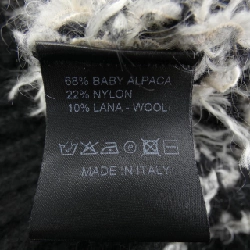 68% BABY ALPACA
22% NYLON
10% LANA - WOOL
MADE IN ITALY